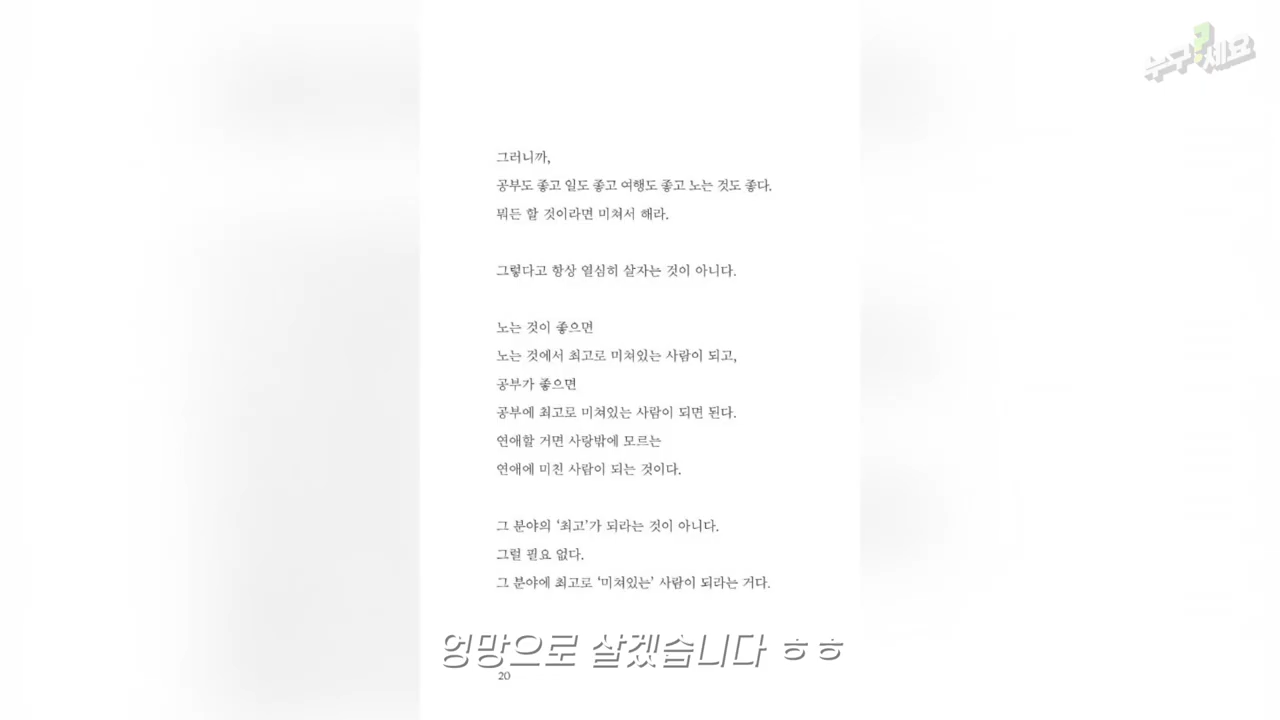 누구?세요
그러니까,
공부도 좋고 일도 좋고 여행도 좋고 노는 것도 좋다.
뭐든 할 것이라면 미쳐서 해라.
그렇다고 항상 열심히 살자는 것이 아니다.
노는 것이 좋으면
노는 것에서 최고로 미쳐있는 사람이 되고,
공부가 좋으면
공부에 최고로 미쳐있는 사람이 되면 된다.
연애할 거면 사랑밖에 모르는
연애에 미친 사람이 되는 것이다.
그 분야의 ‘최고’가 되라는 것이 아니다.
그럴 필요 없다.
그 분야에 최고로 ‘미쳐있는’ 사람이 되라는 거다.
엉망으로 살겠습니다 ㅎㅎ
20